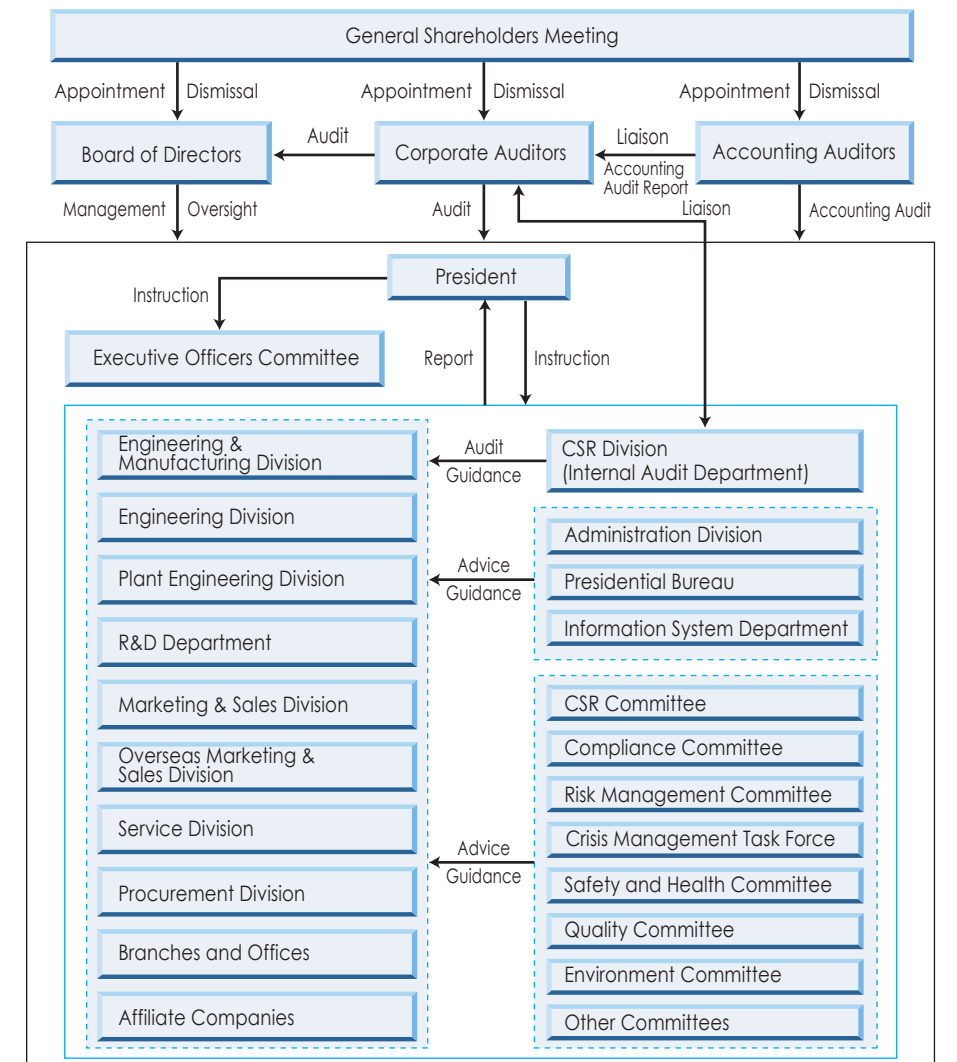 General Shareholders Meeting
Appointment
Dismissal
Appointment
Dismissal
Appointment
Dismissal
Board of Directors
Audit
Corporate Auditors
Liaison
Accounting
Audit Report
Accounting Auditors
Management
Oversight
Audit
Liaison
Accounting Audit
President
Instruction
Executive Officers Committee
Report
Instruction
Engineering &
Manufacturing Division
Engineering Division
Plant Engineering Division
R&D Department
Marketing & Sales Division
Overseas Marketing &
Sales Division
Service Division
Procurement Division
Branches and Offices
Affiliate Companies
Audit
Guidance
CSR Division
(Internal Audit Department)
Advice
Guidance
Administration Division
Presidential Bureau
Information System Department
Advice
Guidance
CSR Committee
Compliance Committee
Risk Management Committee
Crisis Management Task Force
Safety and Health Committee
Quality Committee
Environment Committee
Other Committees